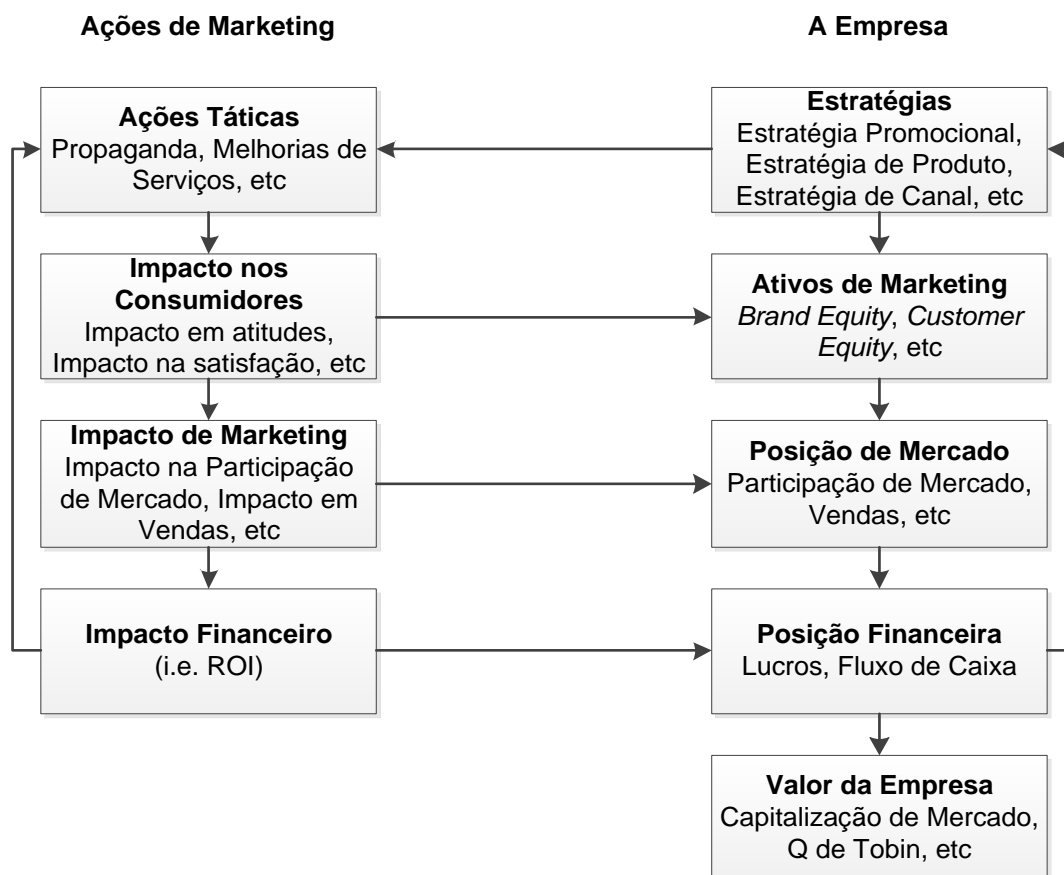 Ações de Marketing
A Empresa
Ações Táticas
Propaganda, Melhorias de
Serviços, etc
Estratégias
Estratégia Promocional,
Estratégia de Produto,
Estratégia de Canal, etc
Impacto nos
Consumidores
Impacto em atitudes,
Impacto na satisfação, etc
Ativos de Marketing
Brand Equity, Customer
Equity, etc
Impacto de Marketing
Impacto na Participação
de Mercado, Impacto em
Vendas, etc
Posição de Mercado
Participação de Mercado,
Vendas, etc
Impacto Financeiro
(i.e. ROI)
Posição Financeira
Lucros, Fluxo de Caixa
Valor da Empresa
Capitalização de Mercado,
Q de Tobin, etc